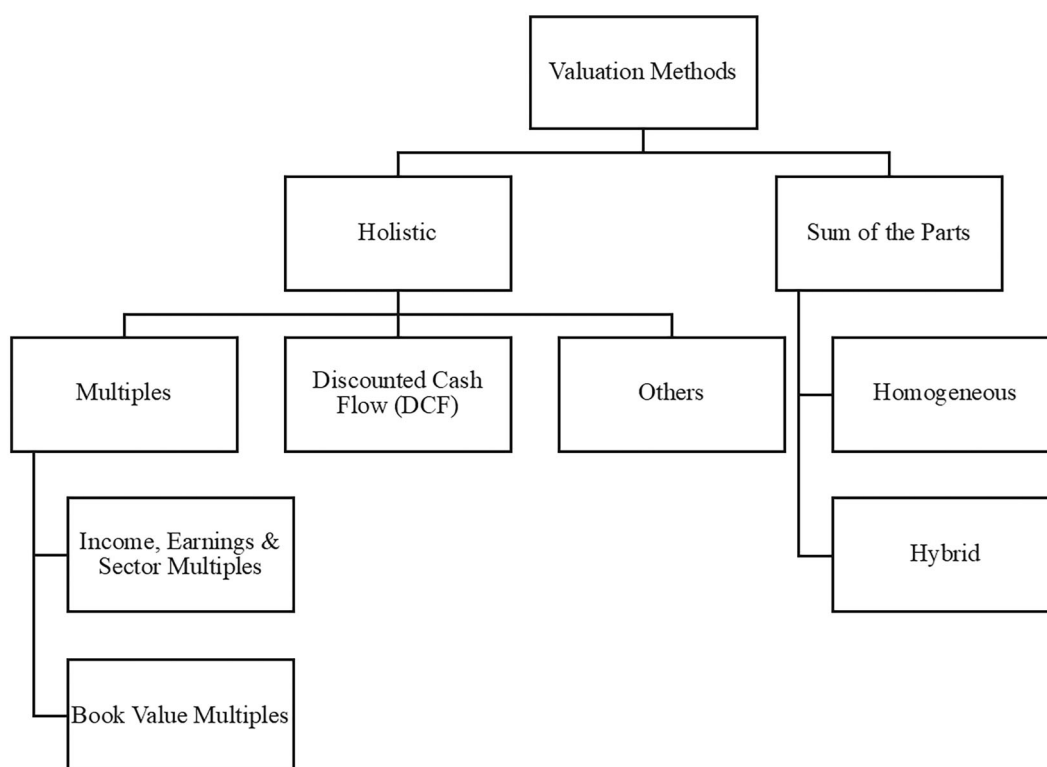 Valuation Methods
Holistic
Sum of the Parts
Multiples
Discounted Cash
Flow (DCF)
Others
Homogeneous
Income, Earnings &
Sector Multiples
Hybrid
Book Value Multiples